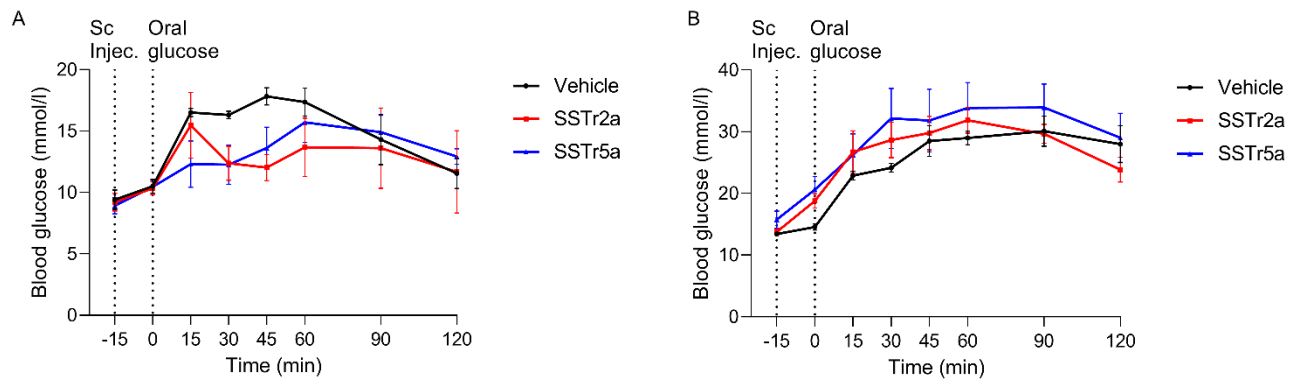 A
Sc Oral
Injec. glucose
20
15
10
5
0
Blood glucose (mmol/l)
-15 0 15 30 45 60 90 120
Time (min)
Vehicle
SSTr2a
SSTr5a
B
Sc Oral
Injec. glucose
40
30
20
10
0
Blood glucose (mmol/l)
-15 0 15 30 45 60 90 120
Time (min)
Vehicle
SSTr2a
SSTr5a